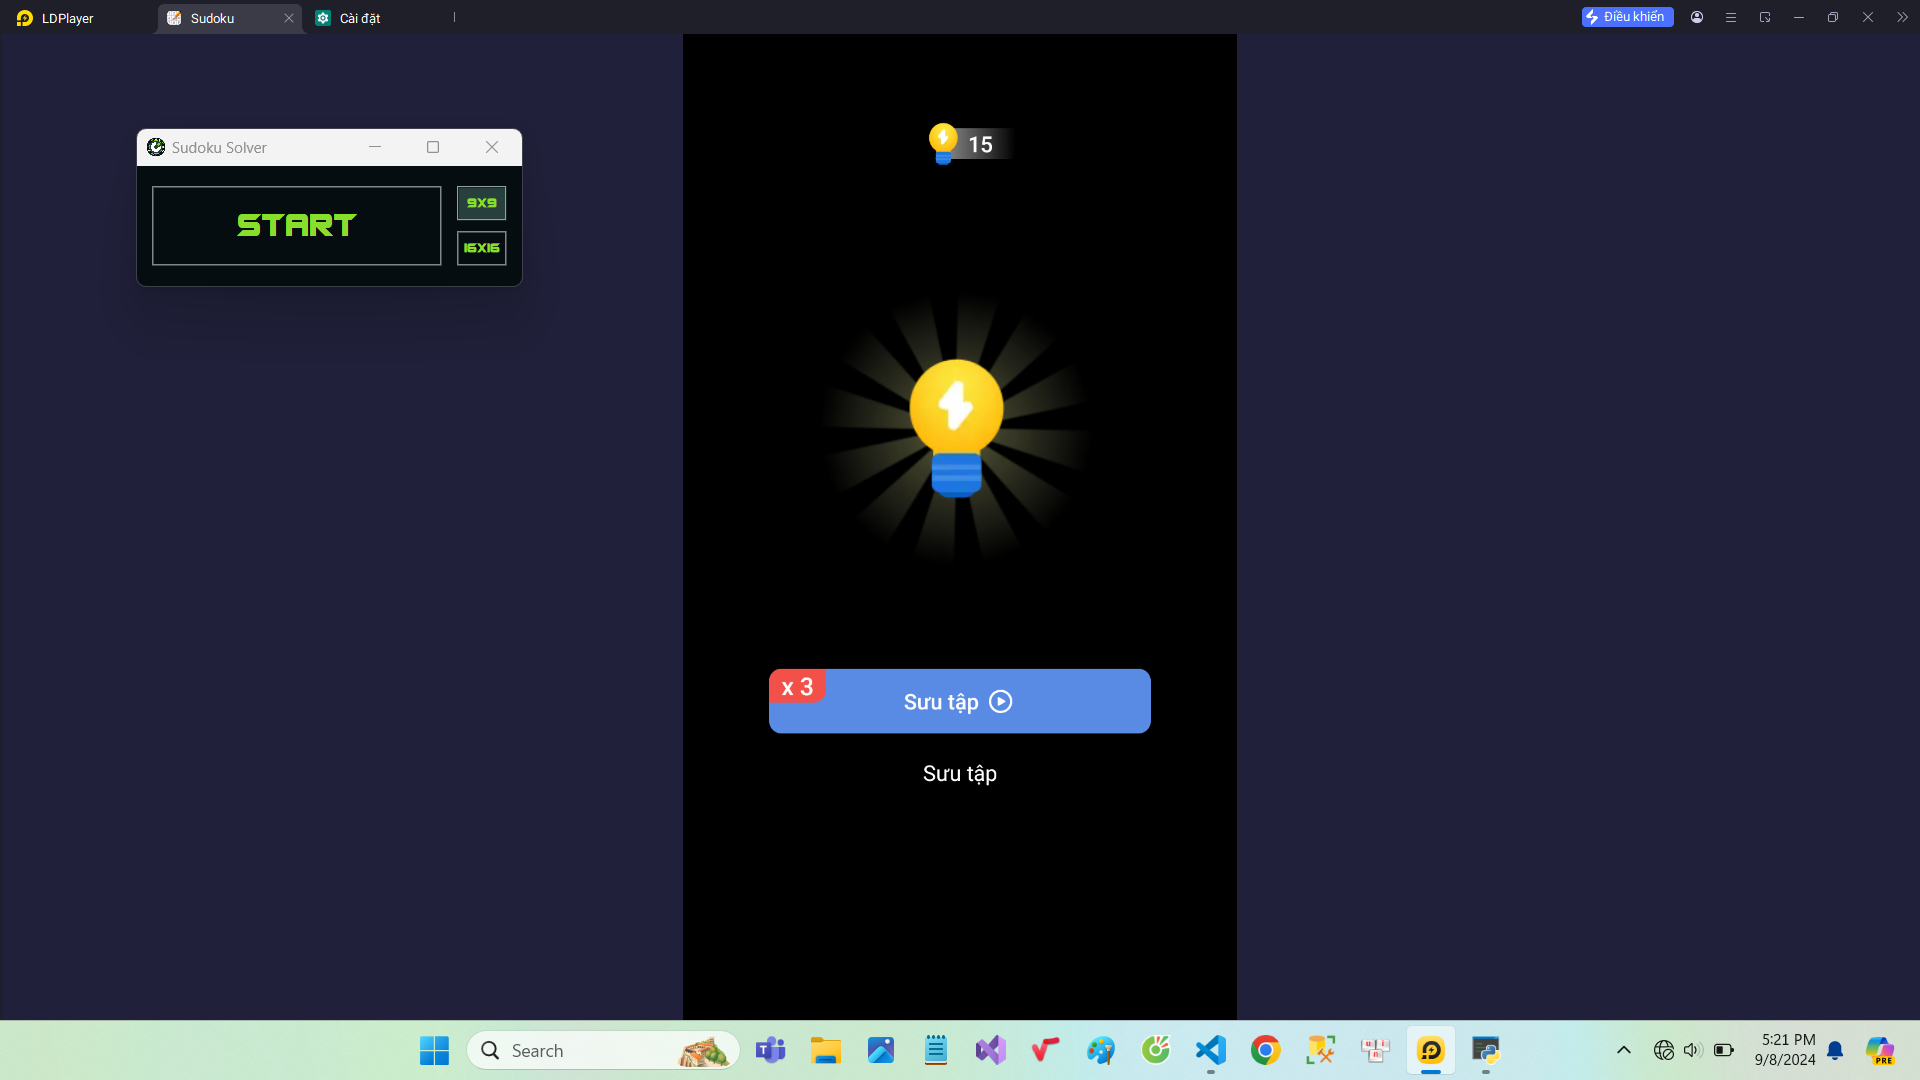 LDPlayer
Sudoku
Cài đặt
Điều khiển
Sudoku Solver
START
9X9
16X16
15
x 3
Sưu tập
Sưu tập
Search
5:21 PM
9/8/2024
PRE